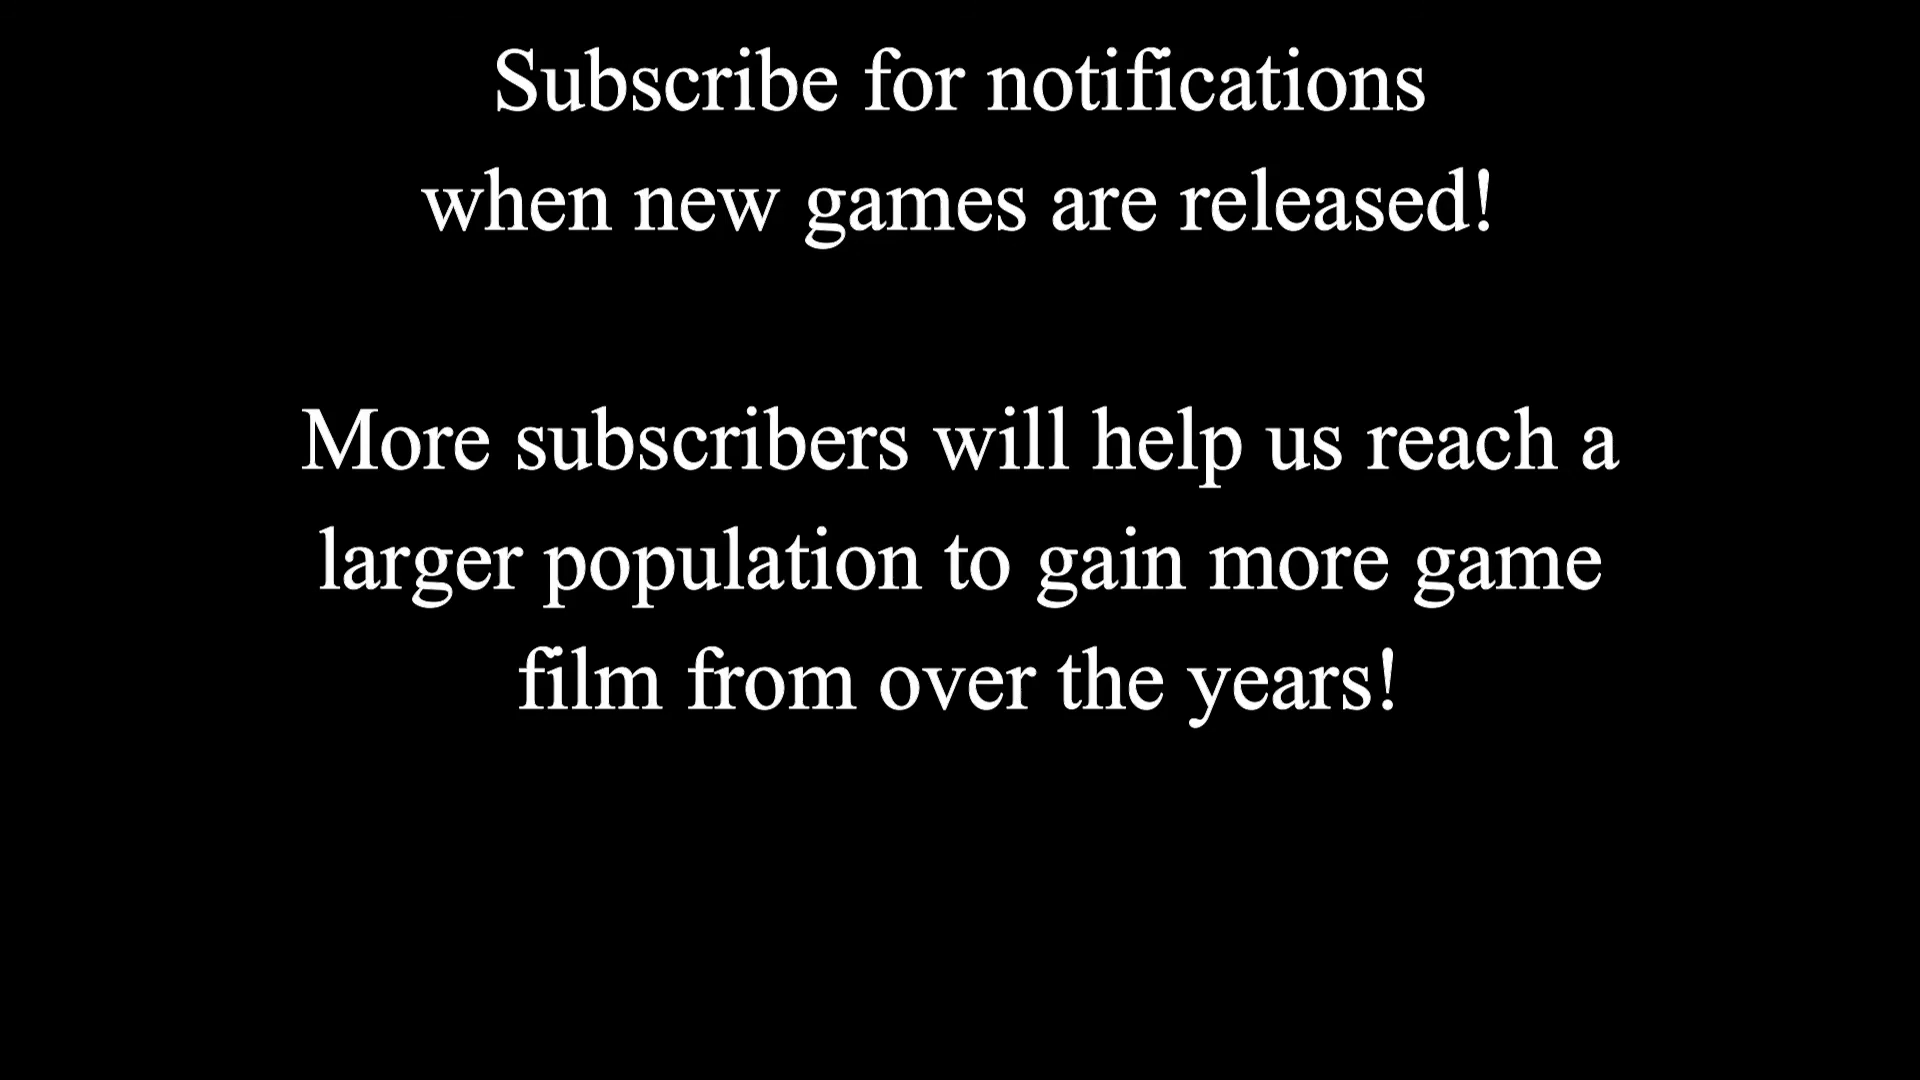 Subscribe for notifications
when new games are released!
More subscribers will help us reach a
larger population to gain more game
film from over the years!